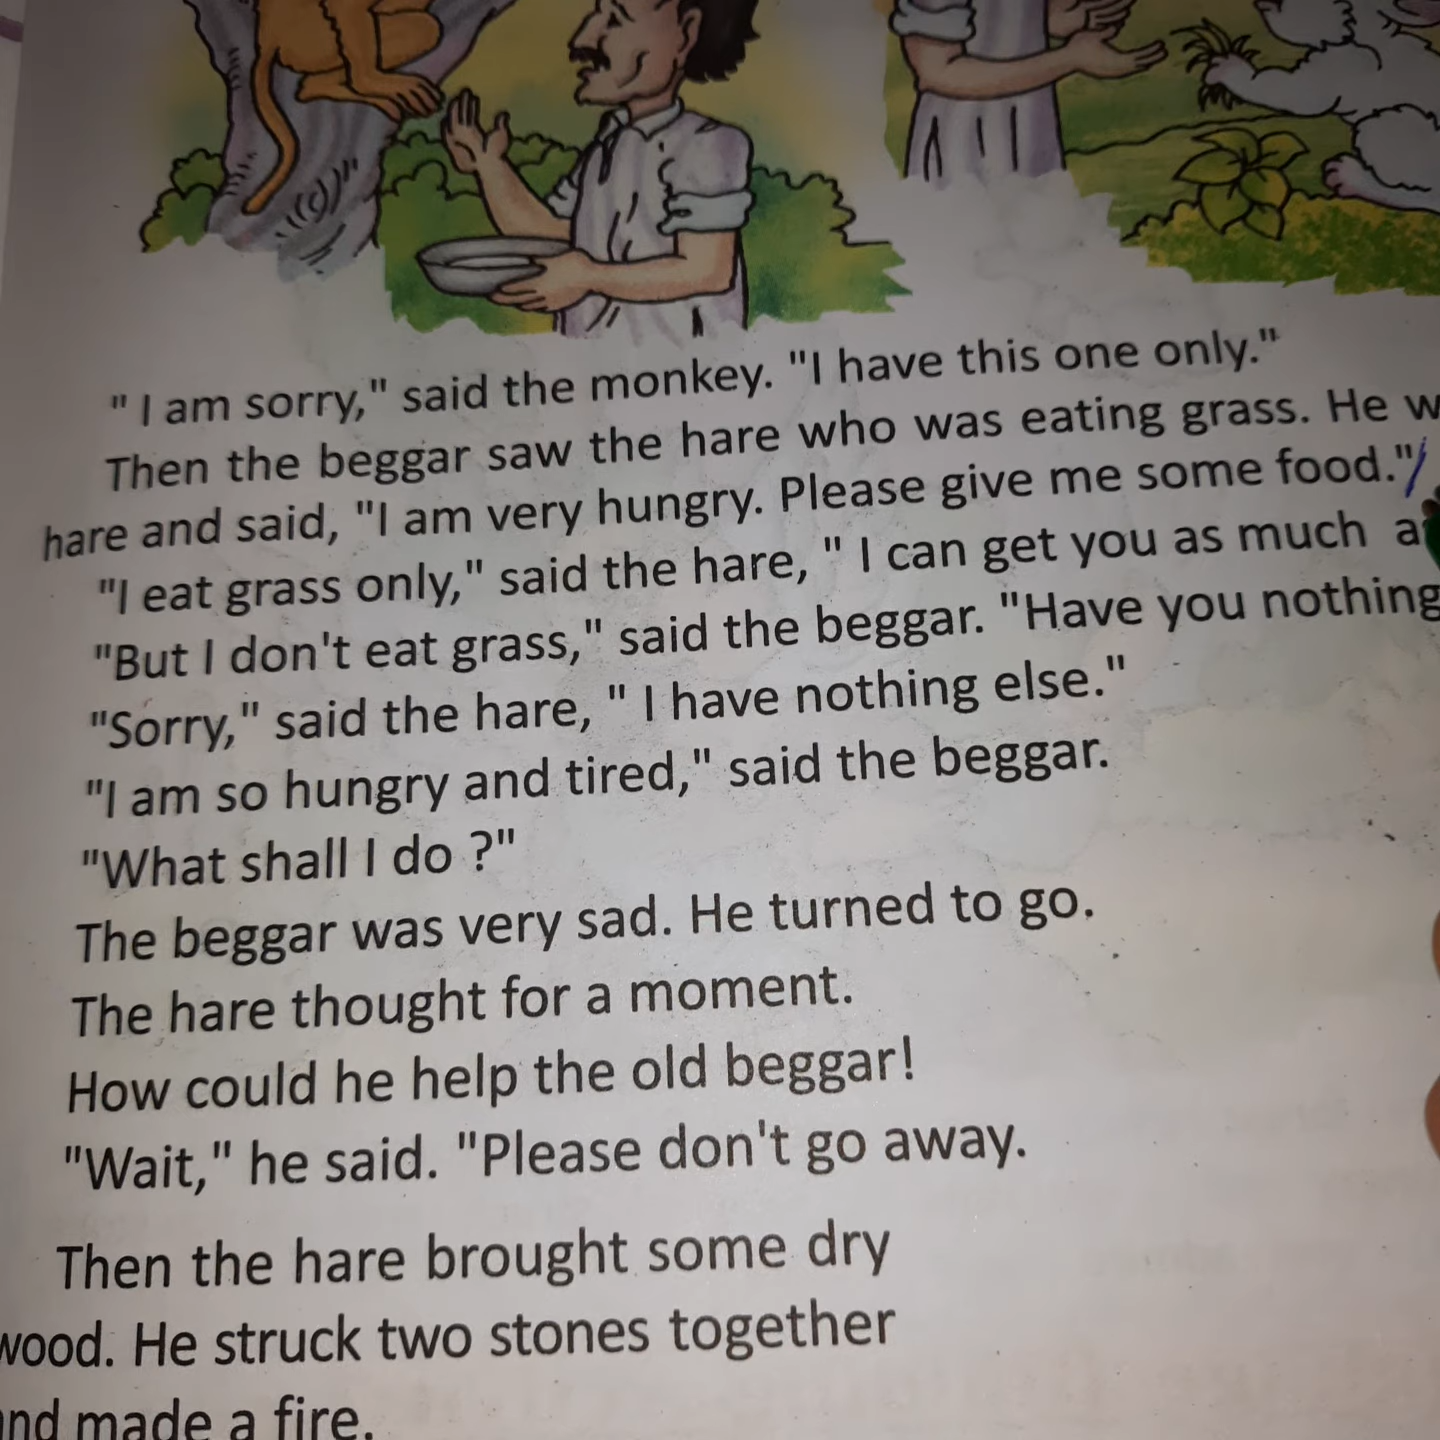 " I am sorry," said the monkey. "I have this one only."
Then the beggar saw the hare who was eating grass. He
hare and said, "I am very hungry. Please give me some food."
"I eat grass only," said the hare, " I can get you as much
"But I don't eat grass," said the beggar. "Have you nothing
"Sorry," said the hare, " I have nothing else."
"I am so hungry and tired," said the beggar.
"What shall I do ?"
The beggar was very sad. He turned to go.
The hare thought for a moment.
How could he help the old beggar!
"Wait," he said. "Please don't go away.
Then the hare brought some dry
wood. He struck two stones together
and made a fire.